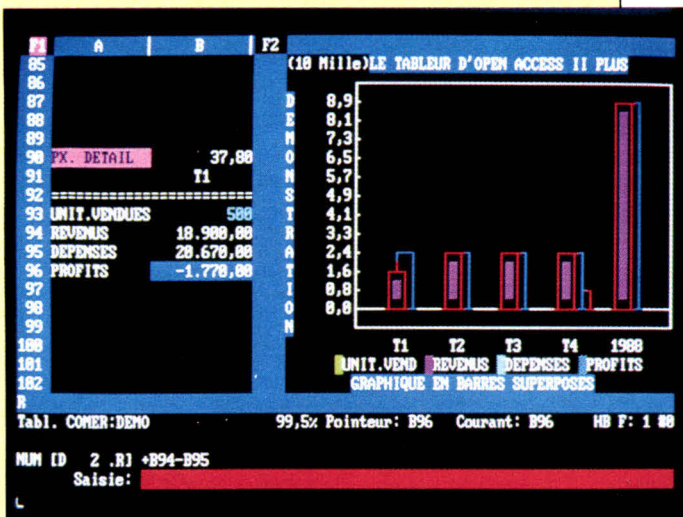 F1 A B F2
85
86
87
88
89
90 PX. DETAIL 37,80
91 T1
92 =========================
93 UNIT.VENDUES 500
94 REVENUS 18.900,00
95 DEPENSES 20.670,00
96 PROFITS -1.770,00
97
98
99
100
101
102
R
(10 Mille)LE TABLEUR D'OPEN ACCESS II PLUS
DEMONSTRATION
8,9
8,1
7,3
6,5
5,7
4,9
4,1
3,3
2,4
1,6
0,8
0,0
T1 T2 T3 T4 1988
UNIT.VEND REVENUS DEPENSES PROFITS
GRAPHIQUE EN BARRES SUPERPOSES
Tabl. COMER:DEMO 99,5% Pointeur: B96 Courant: B96 HB F: 1
NUM [D 2 .R] +B94-B95
Saisie: